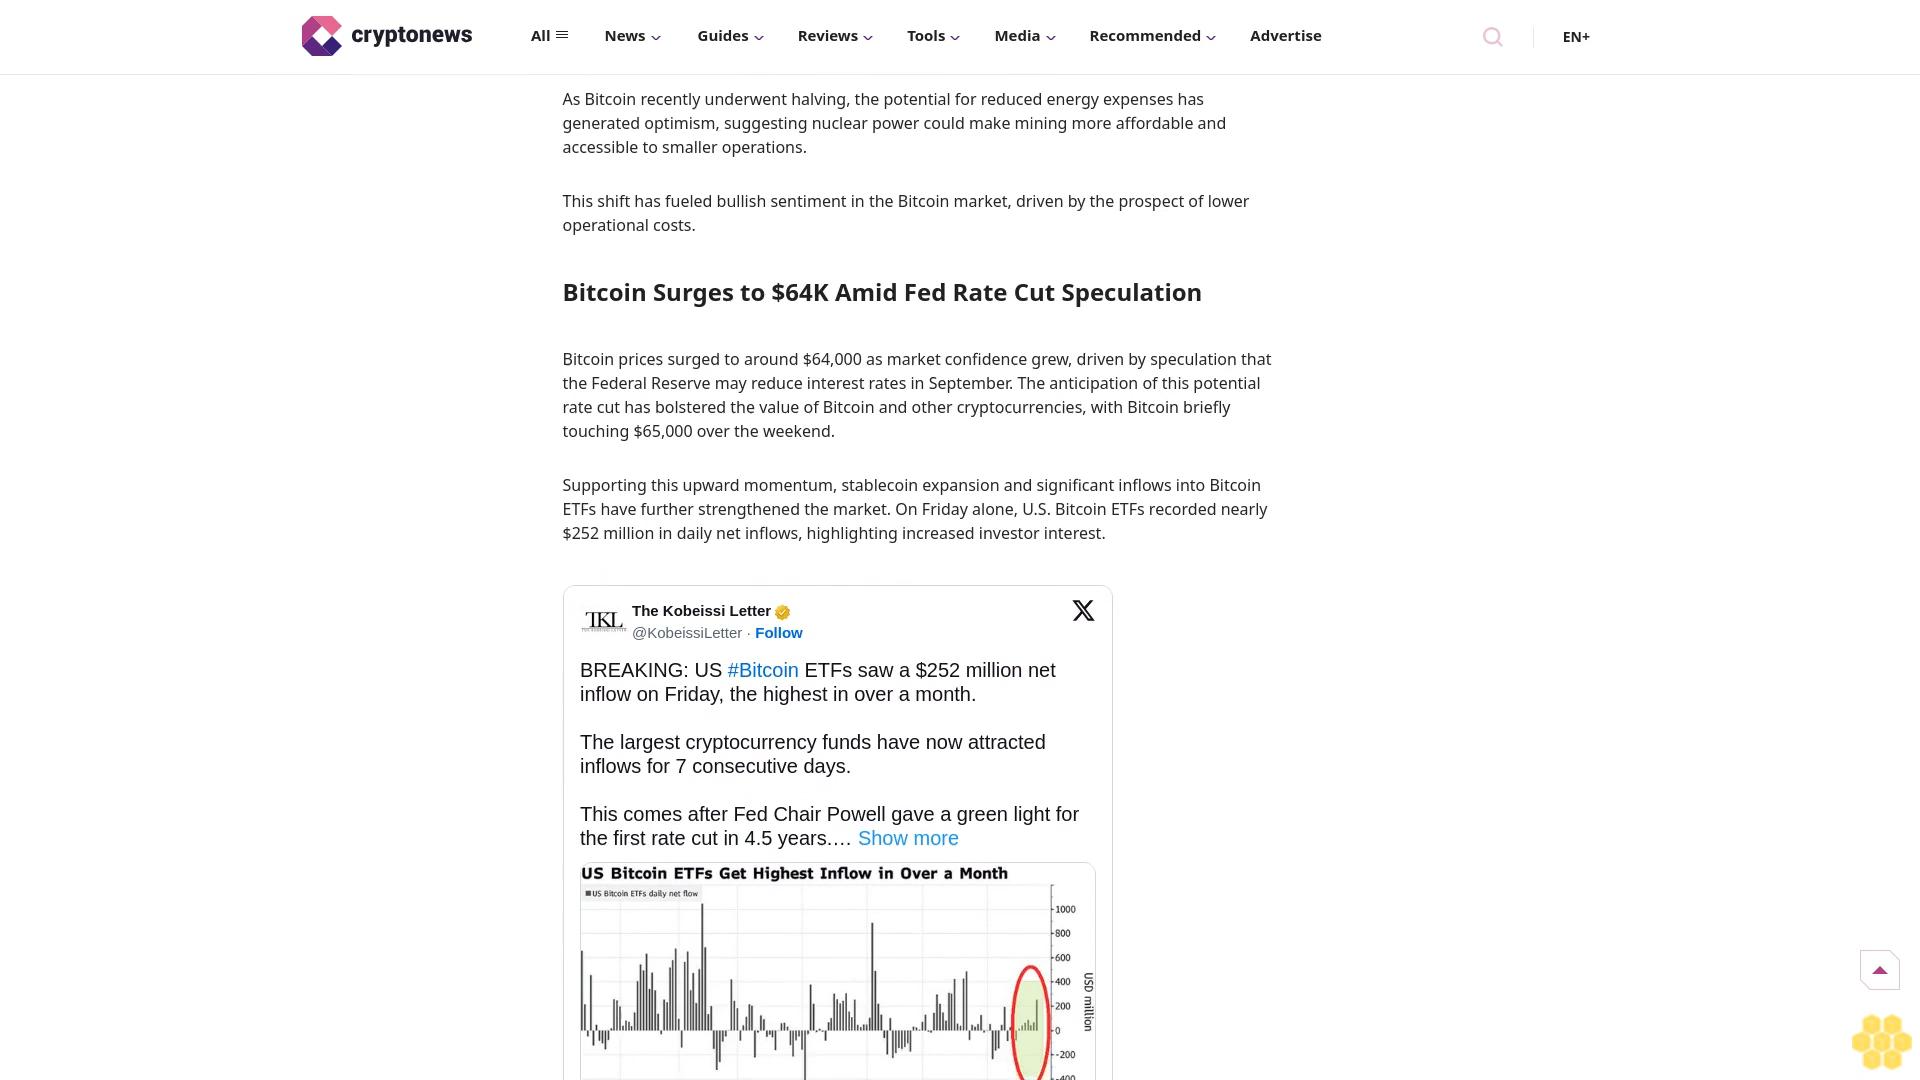 cryptonews
All
News
Guides
Reviews
Tools
Media
Recommended
Advertise
EN+
As Bitcoin recently underwent halving, the potential for reduced energy expenses has
generated optimism, suggesting nuclear power could make mining more affordable and
accessible to smaller operations.
This shift has fueled bullish sentiment in the Bitcoin market, driven by the prospect of lower
operational costs.
Bitcoin Surges to $64K Amid Fed Rate Cut Speculation
Bitcoin prices surged to around $64,000 as market confidence grew, driven by speculation that
the Federal Reserve may reduce interest rates in September. The anticipation of this potential
rate cut has bolstered the value of Bitcoin and other cryptocurrencies, with Bitcoin briefly
touching $65,000 over the weekend.
Supporting this upward momentum, stablecoin expansion and significant inflows into Bitcoin
ETFs have further strengthened the market. On Friday alone, U.S. Bitcoin ETFs recorded nearly
$252 million in daily net inflows, highlighting increased investor interest.
TKL
The Kobeissi Letter
@KobeissiLetter · Follow
BREAKING: US #Bitcoin ETFs saw a $252 million net
inflow on Friday, the highest in over a month.
The largest cryptocurrency funds have now attracted
inflows for 7 consecutive days.
This comes after Fed Chair Powell gave a green light for
the first rate cut in 4.5 years.… Show more
US Bitcoin ETFs Get Highest Inflow in Over a Month
US Bitcoin ETFs daily net flow
1000
800
600
400
200
0
-200
-400
USD million